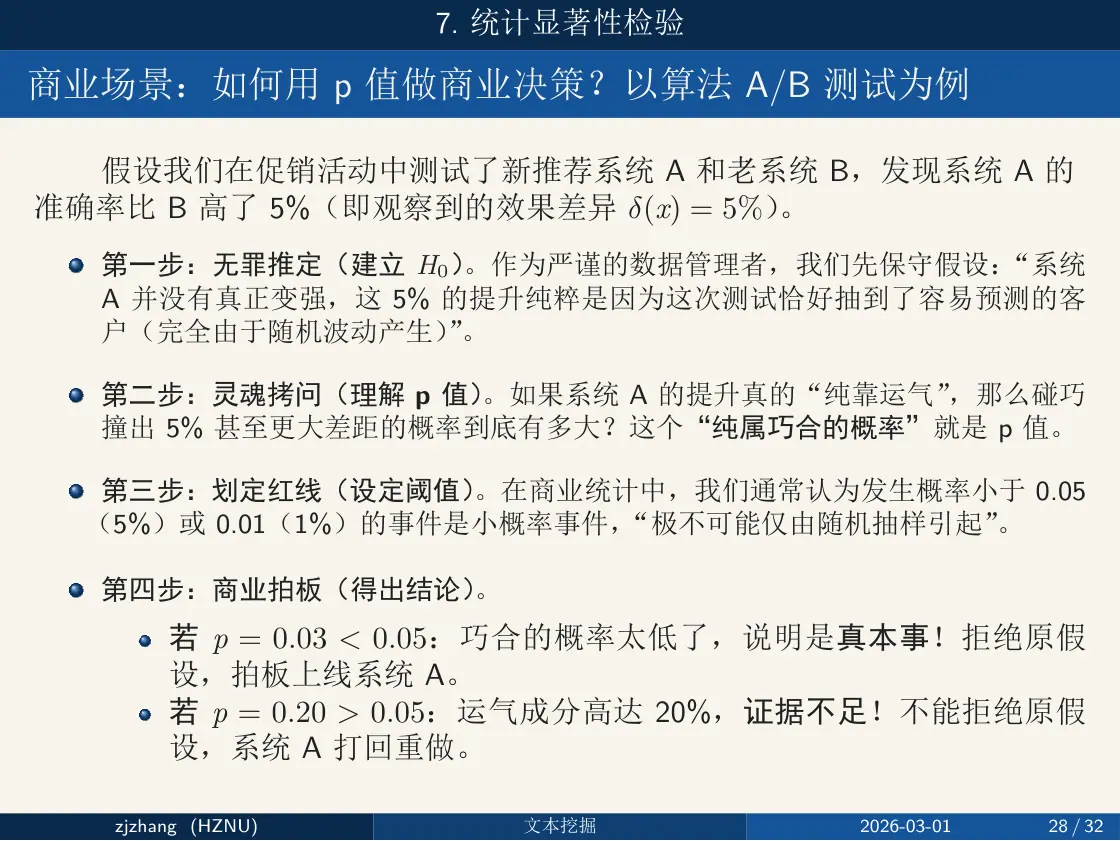 7. 统计显著性检验
商业场景：如何用 p 值做商业决策？以算法 A/B 测试为例
假设我们在促销活动中测试了新推荐系统 A 和老系统 B，发现系统 A 的
准确率比 B 高了 5%（即观察到的效果差异 δ(x) = 5%）。
第一步：无罪推定（建立 H₀）。作为严谨的数据管理者，我们先保守假设：“系统
A 并没有真正变强，这 5% 的提升纯粹是因为这次测试恰好抽到了容易预测的客
户（完全由于随机波动产生）”。
第二步：灵魂拷问（理解 p 值）。如果系统 A 的提升真的“纯靠运气”，那么碰巧
撞出 5% 甚至更大差距的概率到底有多大？这个“纯属巧合的概率”就是 p 值。
第三步：划定红线（设定阈值）。在商业统计中，我们通常认为发生概率小于 0.05
（5%）或 0.01（1%）的事件是小概率事件，“极不可能仅由随机抽样引起”。
第四步：商业拍板（得出结论）。
若 p = 0.03 < 0.05：巧合的概率太低了，说明是真本事！拒绝原假
设，拍板上线系统 A。
若 p = 0.20 > 0.05：运气成分高达 20%，证据不足！不能拒绝原假
设，系统 A 打回重做。
zjzhang (HZNU) 文本挖掘 2026-03-01 28 / 32